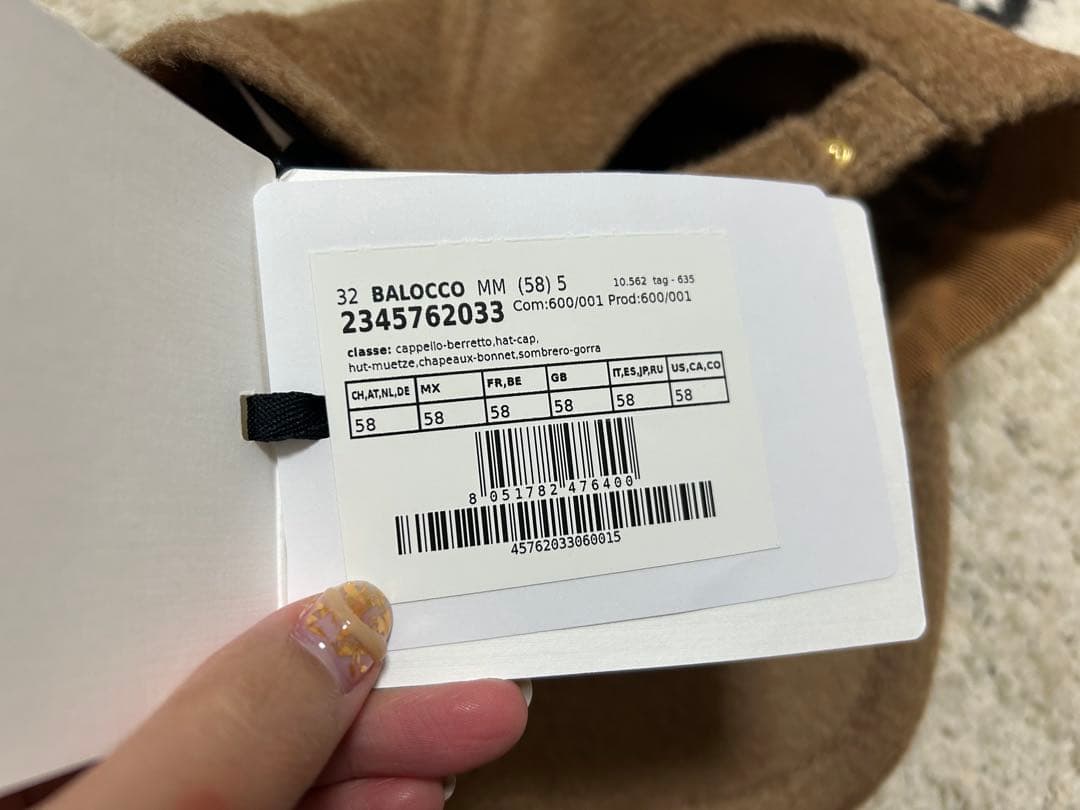 32 BALOCCO MM (58) 5 10.562 tag - 635
2345762033 Com:600/001 Prod:600/001
classe: cappello-berretto,hat-cap,
hut-muetze,chapeaux-bonnet,sombrero-gorra
CH,AT,NL,DE MX FR,BE GB IT,ES,JP,RU US,CA,CO
58 58 58 58 58 58
8 051782 476400
45762033060015